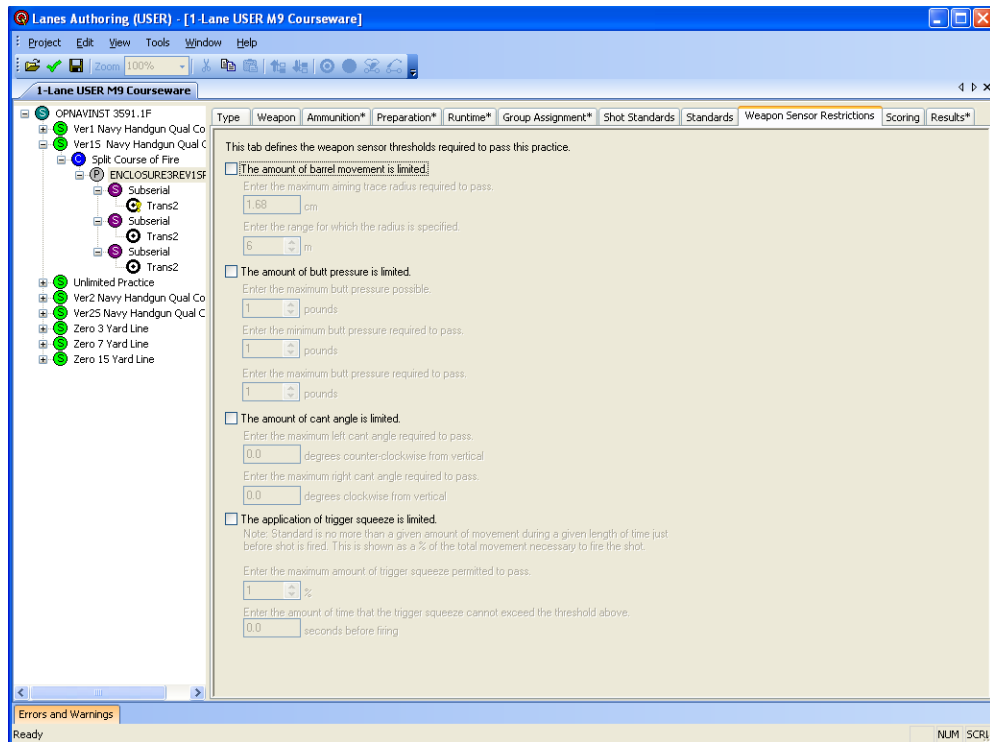 Lanes Authoring (USER) - [1-Lane USER M9 Courseware]
Project Edit View Tools Window Help
Zoom 100%
1-Lane USER M9 Courseware
OPNAVINST 3591.1F
Ver1 Navy Handgun Qual Co
Ver1S Navy Handgun Qual C
Split Course of Fire
ENCLOSURE3REV1SF
Subserial
Trans2
Subserial
Trans2
Subserial
Trans2
Unlimited Practice
Ver2 Navy Handgun Qual Co
Ver2S Navy Handgun Qual C
Zero 3 Yard Line
Zero 7 Yard Line
Zero 15 Yard Line
Type Weapon Ammunition* Preparation* Runtime* Group Assignment* Shot Standards Standards Weapon Sensor Restrictions Scoring Results*
This tab defines the weapon sensor thresholds required to pass this practice.
The amount of barrel movement is limited.
Enter the maximum aiming trace radius required to pass.
1.68 cm
Enter the range for which the radius is specified.
6 m
The amount of butt pressure is limited.
Enter the maximum butt pressure possible.
1 pounds
Enter the minimum butt pressure required to pass.
1 pounds
Enter the maximum butt pressure required to pass.
1 pounds
The amount of cant angle is limited.
Enter the maximum left cant angle required to pass.
0.0 degrees counter-clockwise from vertical
Enter the maximum right cant angle required to pass.
0.0 degrees clockwise from vertical
The application of trigger squeeze is limited.
Note: Standard is no more than a given amount of movement during a given length of time just
before shot is fired. This is shown as a % of the total movement necessary to fire the shot.
Enter the maximum amount of trigger squeeze permitted to pass.
1 %
Enter the amount of time that the trigger squeeze cannot exceed the threshold above.
0.0 seconds before firing
Errors and Warnings
Ready NUM SCRL